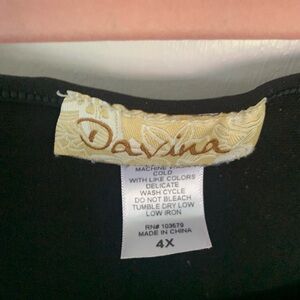 Davina
MACHINE WASH
COLD
WITH LIKE COLORS
DELICATE
WASH CYCLE
DO NOT BLEACH
TUMBLE DRY LOW
LOW IRON
RN# 103679
MADE IN CHINA
4X